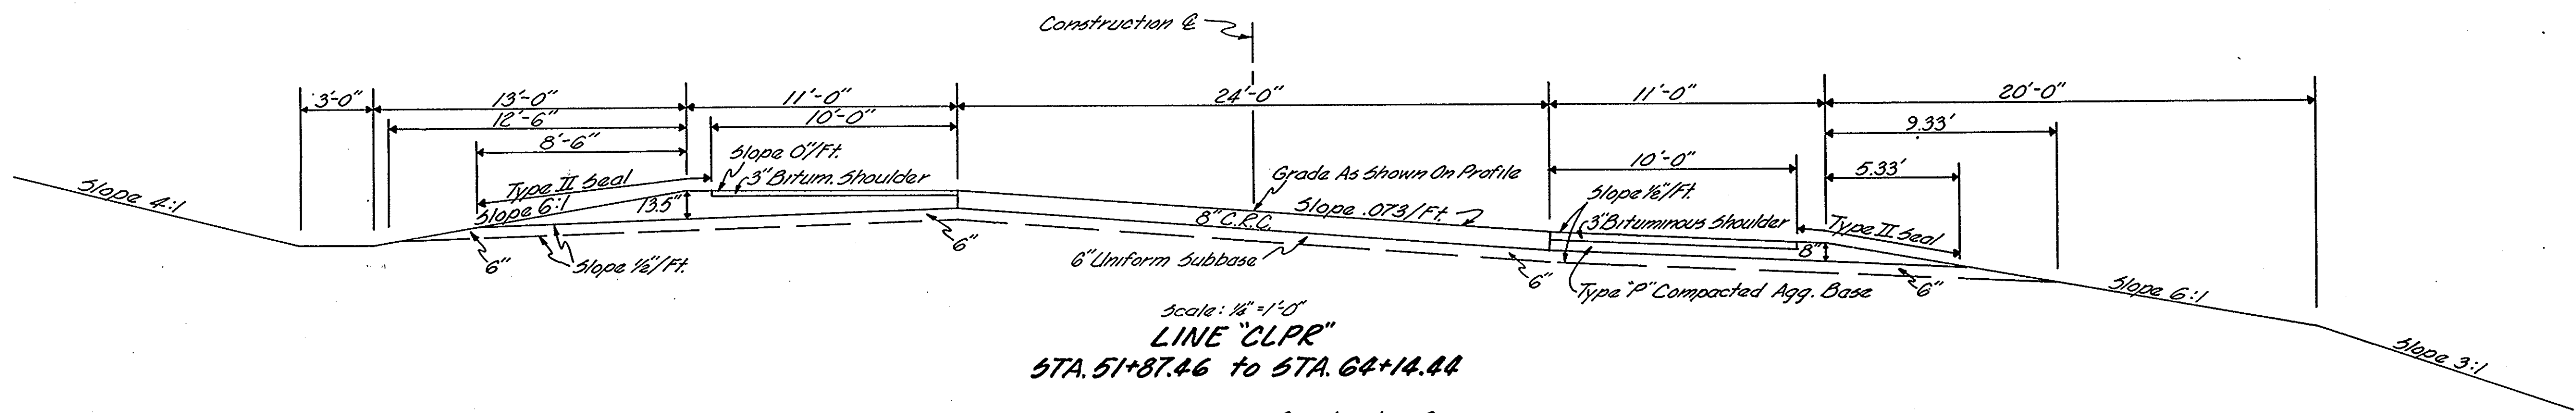 Construction ℄
3'-0"
13'-0"
11'-0"
24'-0"
11'-0"
20'-0"
12'-6"
10'-0"
9.33'
8'-6"
10'-0"
5.33'
Slope 0"/Ft.
3" Bitum. Shoulder
Type II Seal
Slope 6:1
13.5"
Slope 4:1
Grade As Shown On Profile
Slope ½"/Ft.
Slope .073/Ft.
8" C.R.C.
3" Bituminous Shoulder
Type II Seal
8"
6"
Slope ½"/Ft.
6"
6" Uniform Subbase
6"
Type "P" Compacted Agg. Base
6"
Slope 6:1
Slope 3:1
Scale: ¼"=1'-0"
LINE "CLPR"
STA. 51+87.46 to STA. 64+14.44